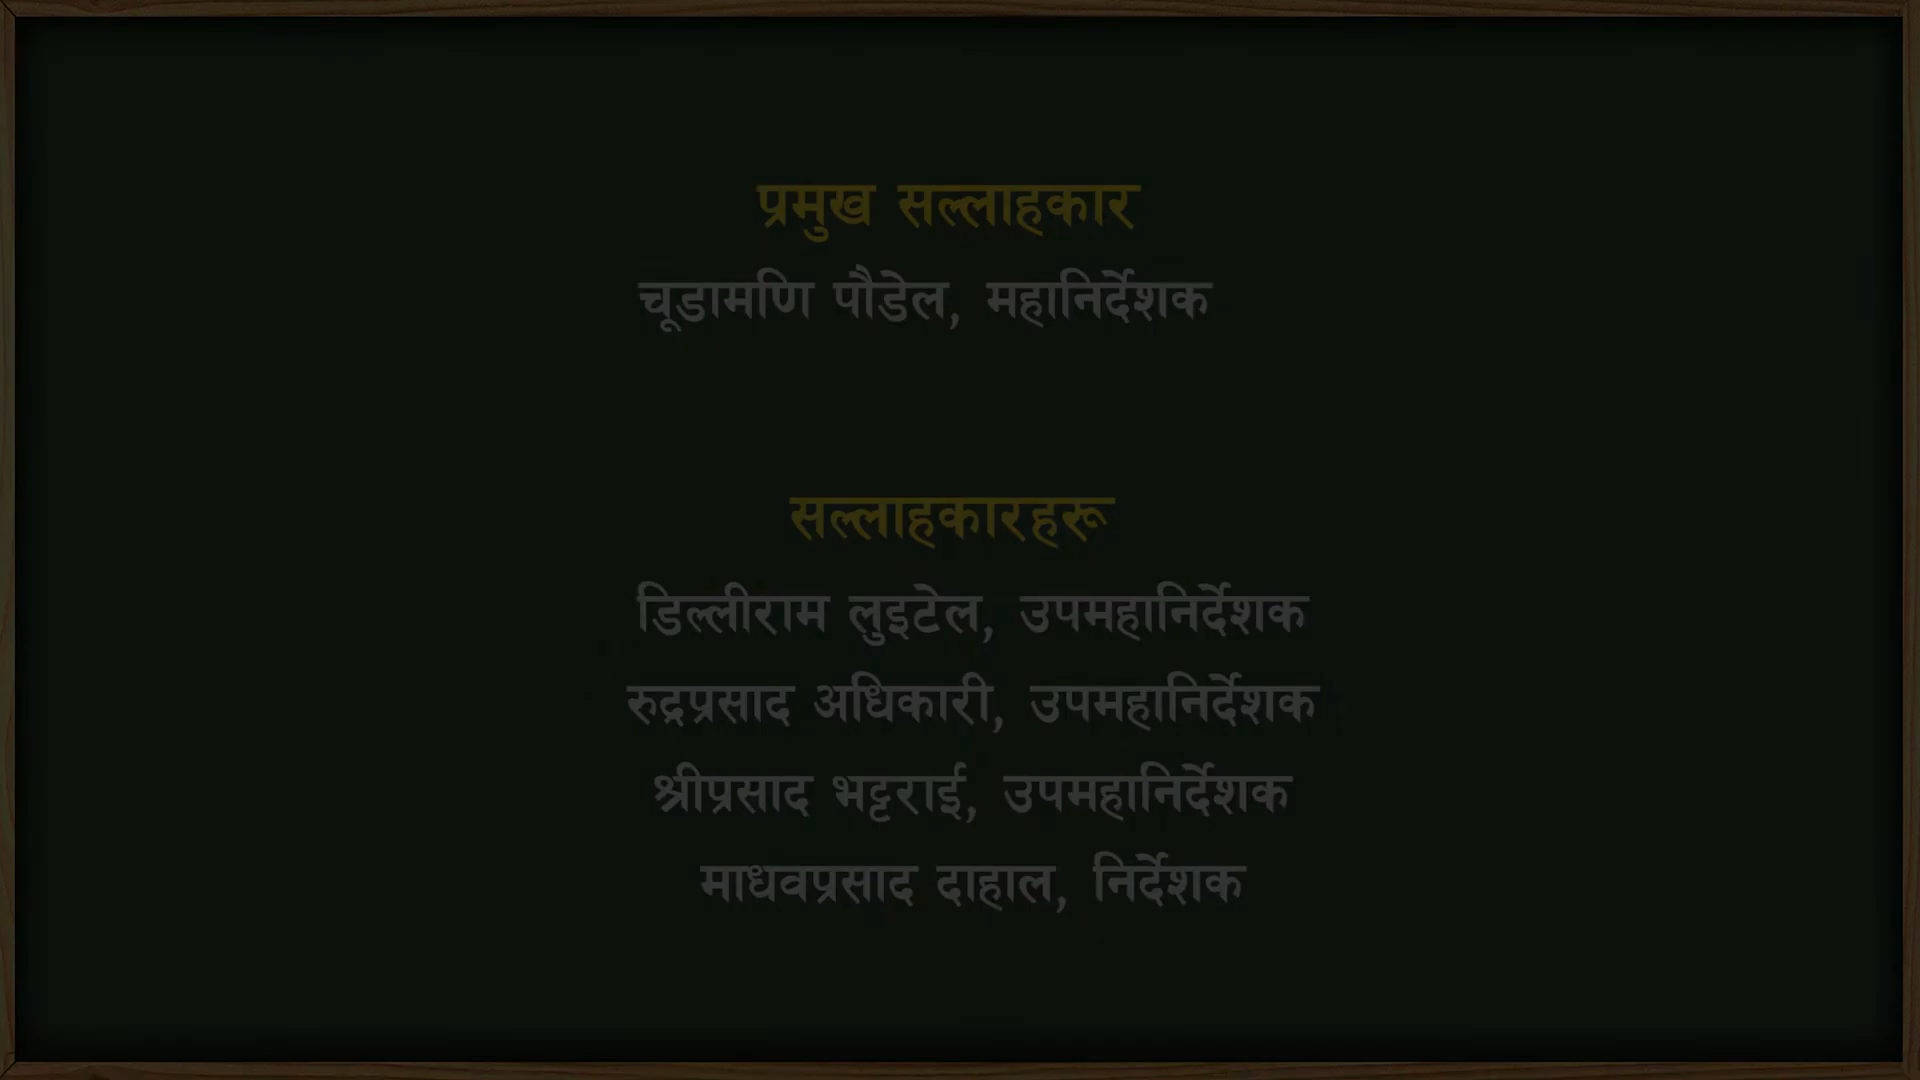 प्रमुख सल्लाहकार
चूडामणि पौडेल, महानिर्देशक
सल्लाहकारहरू
डिल्लीराम लुइटेल, उपमहानिर्देशक
रुद्रप्रसाद अधिकारी, उपमहानिर्देशक
श्रीप्रसाद भट्टराई, उपमहानिर्देशक
माधवप्रसाद दाहाल, निर्देशक